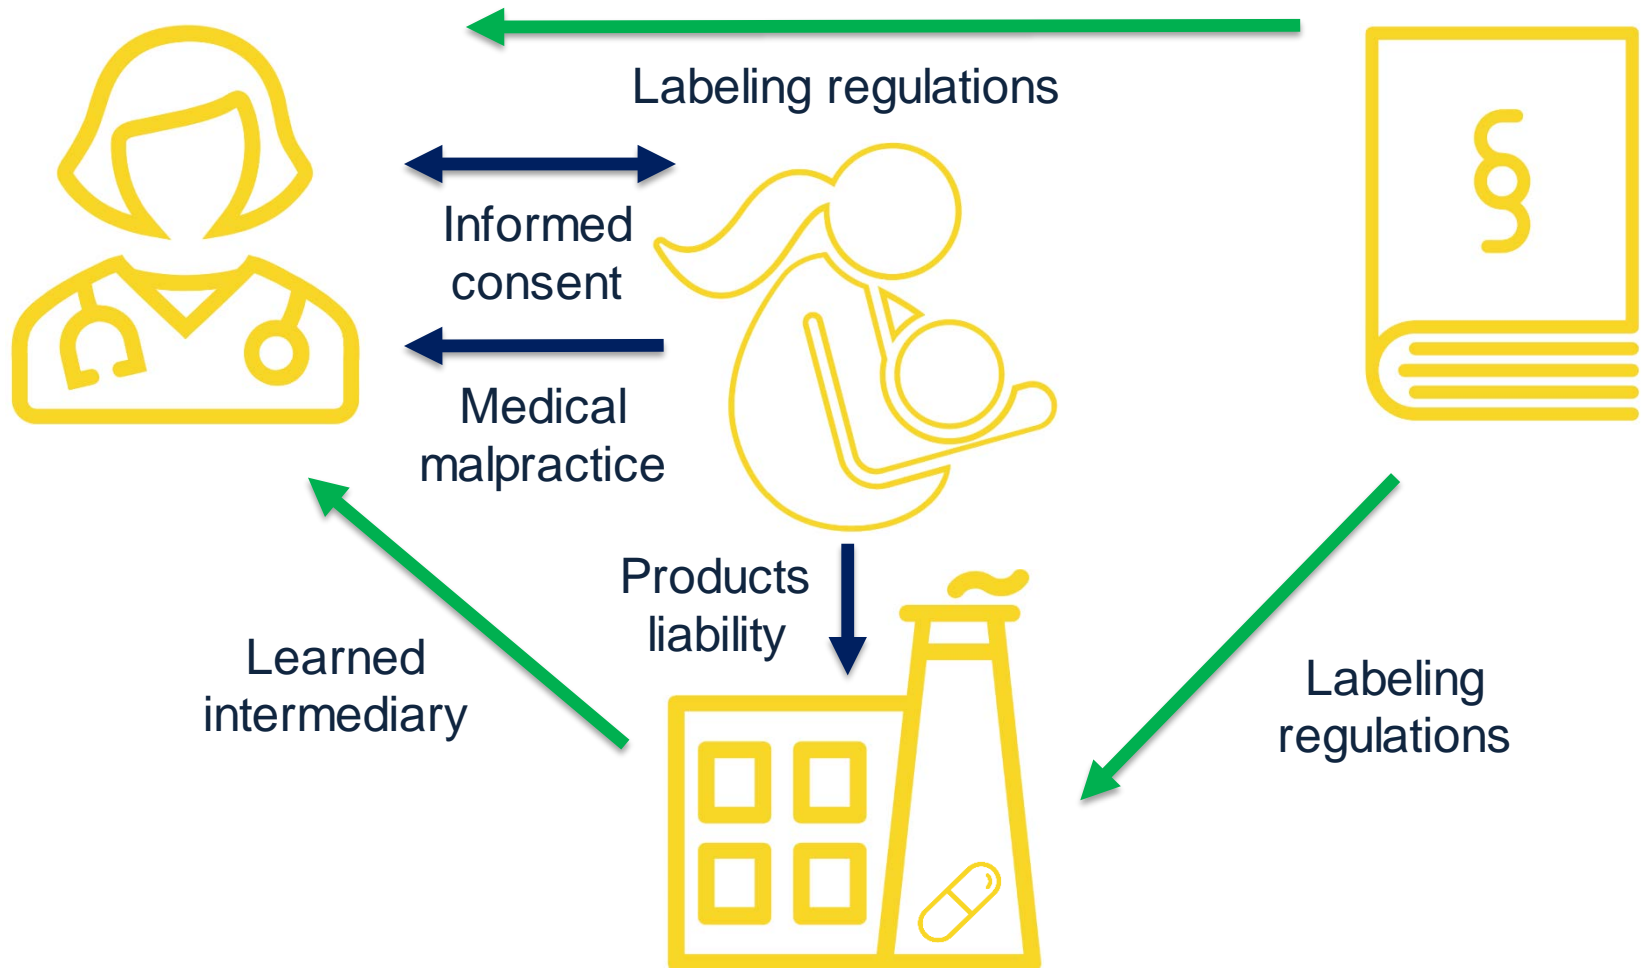 Labeling regulations
Informed
consent
Medical
malpractice
Products
liability
Learned
intermediary
Labeling
regulations
§